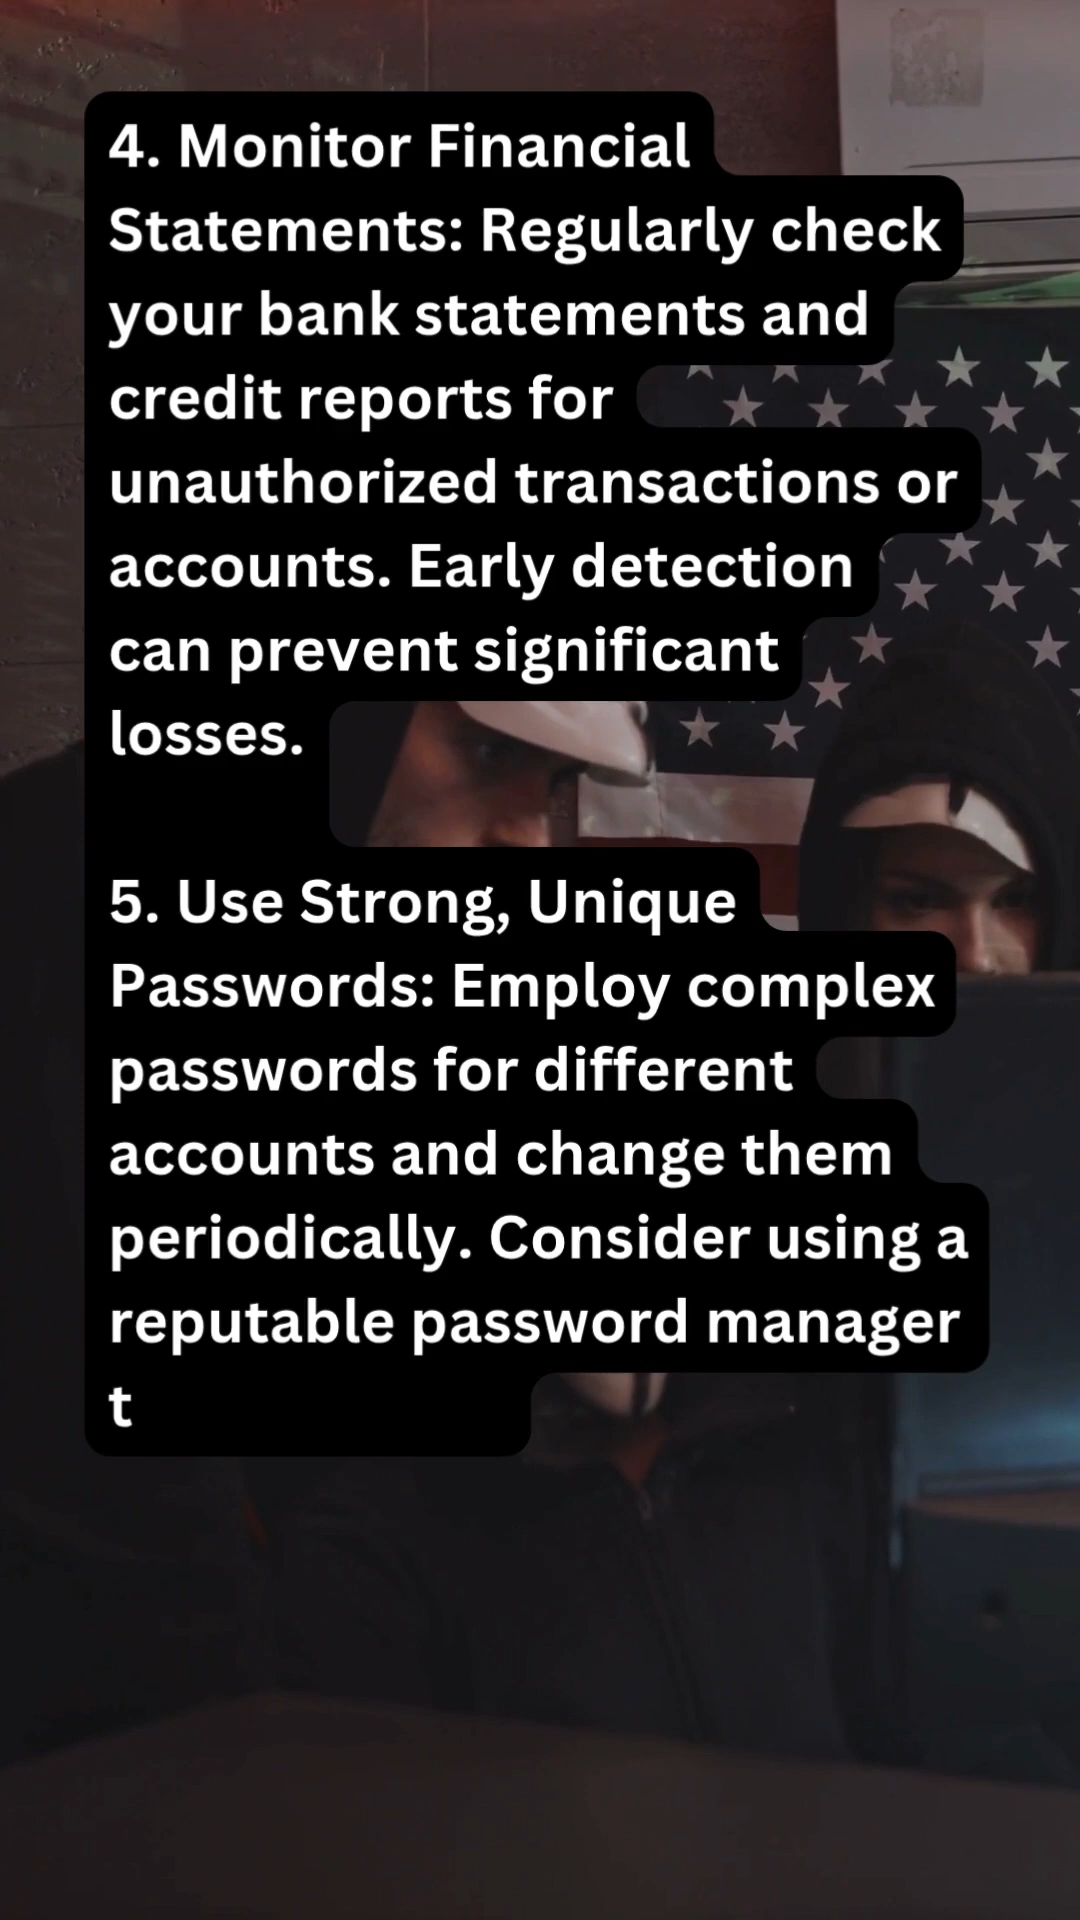 4. Monitor Financial
Statements: Regularly check
your bank statements and
credit reports for
unauthorized transactions or
accounts. Early detection
can prevent significant
losses.
5. Use Strong, Unique
Passwords: Employ complex
passwords for different
accounts and change them
periodically. Consider using a
reputable password manager
t